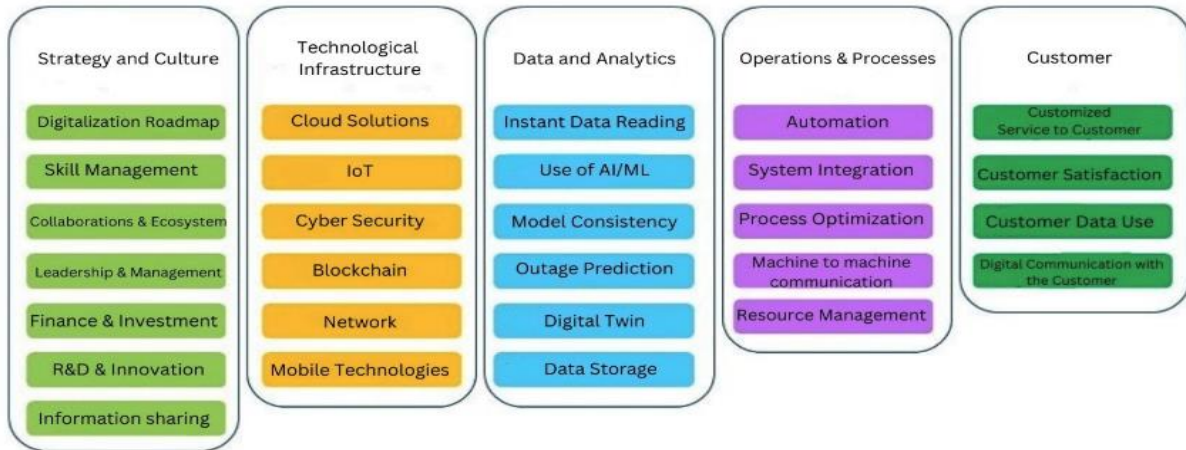 Strategy and Culture
Digitalization Roadmap
Skill Management
Collaborations & Ecosystem
Leadership & Management
Finance & Investment
R&D & Innovation
Information sharing
Technological
Infrastructure
Cloud Solutions
IoT
Cyber Security
Blockchain
Network
Mobile Technologies
Data and Analytics
Instant Data Reading
Use of AI/ML
Model Consistency
Outage Prediction
Digital Twin
Data Storage
Operations & Processes
Automation
System Integration
Process Optimization
Machine to machine
communication
Resource Management
Customer
Customized
Service to Customer
Customer Satisfaction
Customer Data Use
Digital Communication with
the Customer